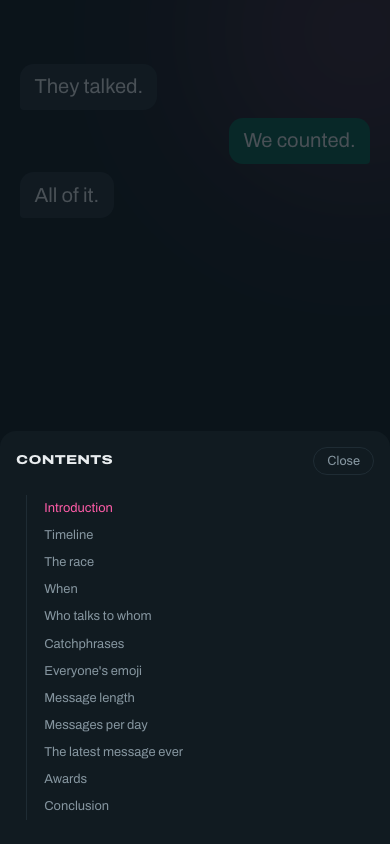 They talked.
We counted.
All of it.
CONTENTS
Close
Introduction
Timeline
The race
When
Who talks to whom
Catchphrases
Everyone's emoji
Message length
Messages per day
The latest message ever
Awards
Conclusion